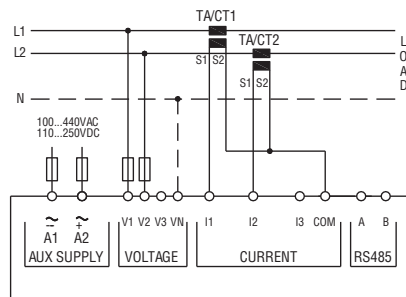 TA/CT1
L1
TA/CT2
L2
S1 S2
S1 S2
LOAD
N
100...440VAC
110...250VDC
~ ~
- +
A1 A2 V1 V2 V3 VN I1 I2 I3 COM A B
AUX SUPPLY VOLTAGE CURRENT RS485